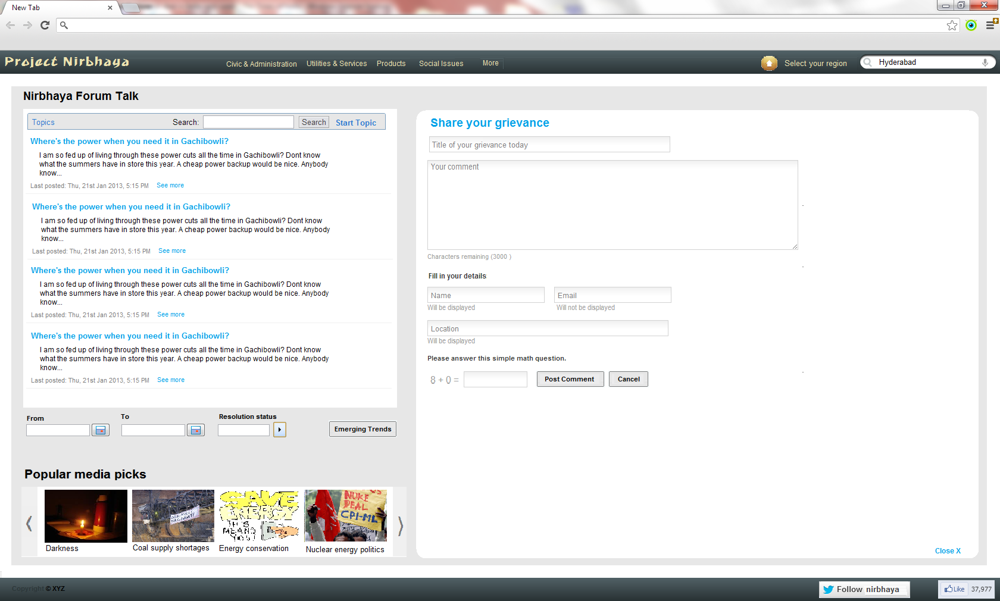 New Tab
Project Nirbhaya
Civic & Administration
Utilities & Services
Products
Social Issues
More
Select your region
Hyderabad
Nirbhaya Forum Talk
Topics
Search:
Search
Start Topic
Where's the power when you need it in Gachibowli?
I am so fed up of living through these power cuts all the time in Gachibowli? Dont know
what the summers have in store this year. A cheap power backup would be nice. Anybody
know...
Last posted: Thu, 21st Jan 2013, 5:15 PM
See more
Where's the power when you need it in Gachibowli?
I am so fed up of living through these power cuts all the time in Gachibowli? Dont know
what the summers have in store this year. A cheap power backup would be nice. Anybody
know...
Last posted: Thu, 21st Jan 2013, 5:15 PM
See more
Where's the power when you need it in Gachibowli?
I am so fed up of living through these power cuts all the time in Gachibowli? Dont know
what the summers have in store this year. A cheap power backup would be nice. Anybody
know...
Last posted: Thu, 21st Jan 2013, 5:15 PM
See more
Where's the power when you need it in Gachibowli?
I am so fed up of living through these power cuts all the time in Gachibowli? Dont know
what the summers have in store this year. A cheap power backup would be nice. Anybody
know...
Last posted: Thu, 21st Jan 2013, 5:15 PM
See more
From
To
Resolution status
Emerging Trends
Popular media picks
SAVE
ENERGY
THIS
MEANS
YOU!
NUKE
DEAL
CPI-ML
Darkness
Coal supply shortages
Energy conservation
Nuclear energy politics
Share your grievance
Title of your grievance today
Your comment
Characters remaining (3000 )
Fill in your details
Name
Email
Will be displayed
Will not be displayed
Location
Will be displayed
Please answer this simple math question.
8 + 0 =
Post Comment
Cancel
Close X
Copyright © XYZ
Follow nirbhaya
Like
37,977